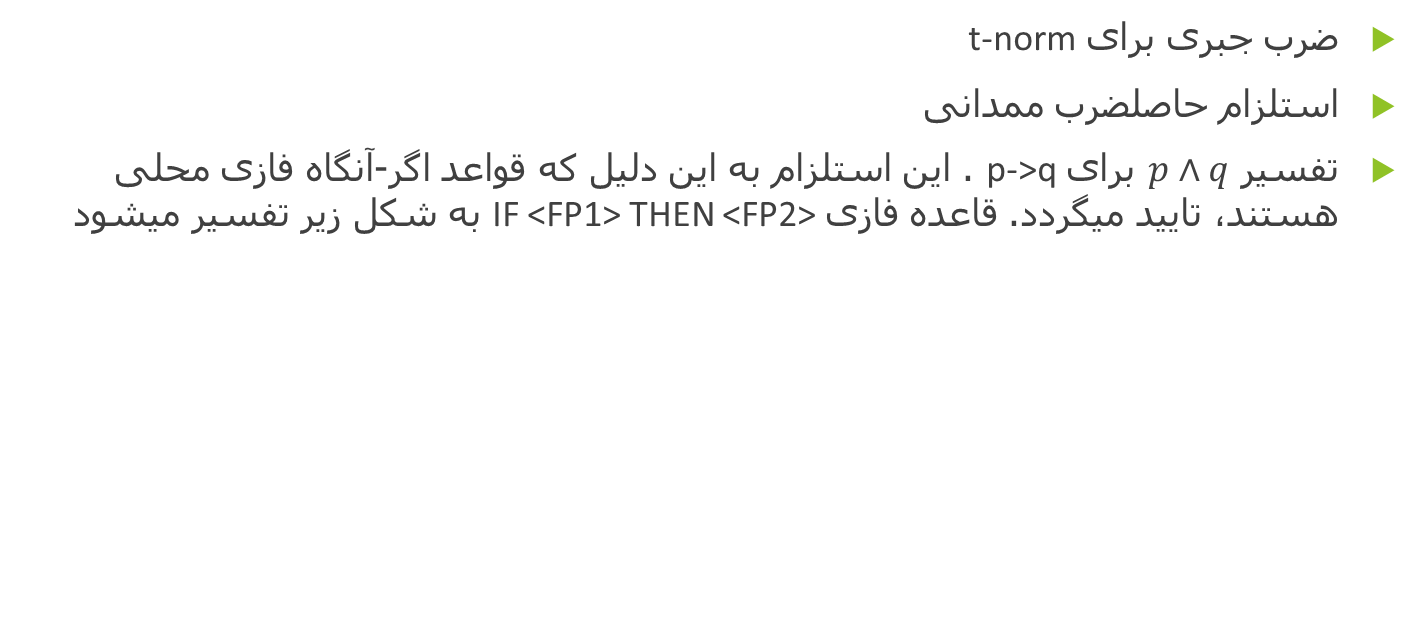 ضرب جبری برای t-norm
استلزام حاصلضرب ممدانی
تفسیر p ∧ q برای p->q . این استلزام به این دلیل که قواعد اگر-آنگاه فازی محلی
هستند، تایید میگردد. قاعده فازی IF <FP1> THEN <FP2> به شکل زیر تفسیر میشود